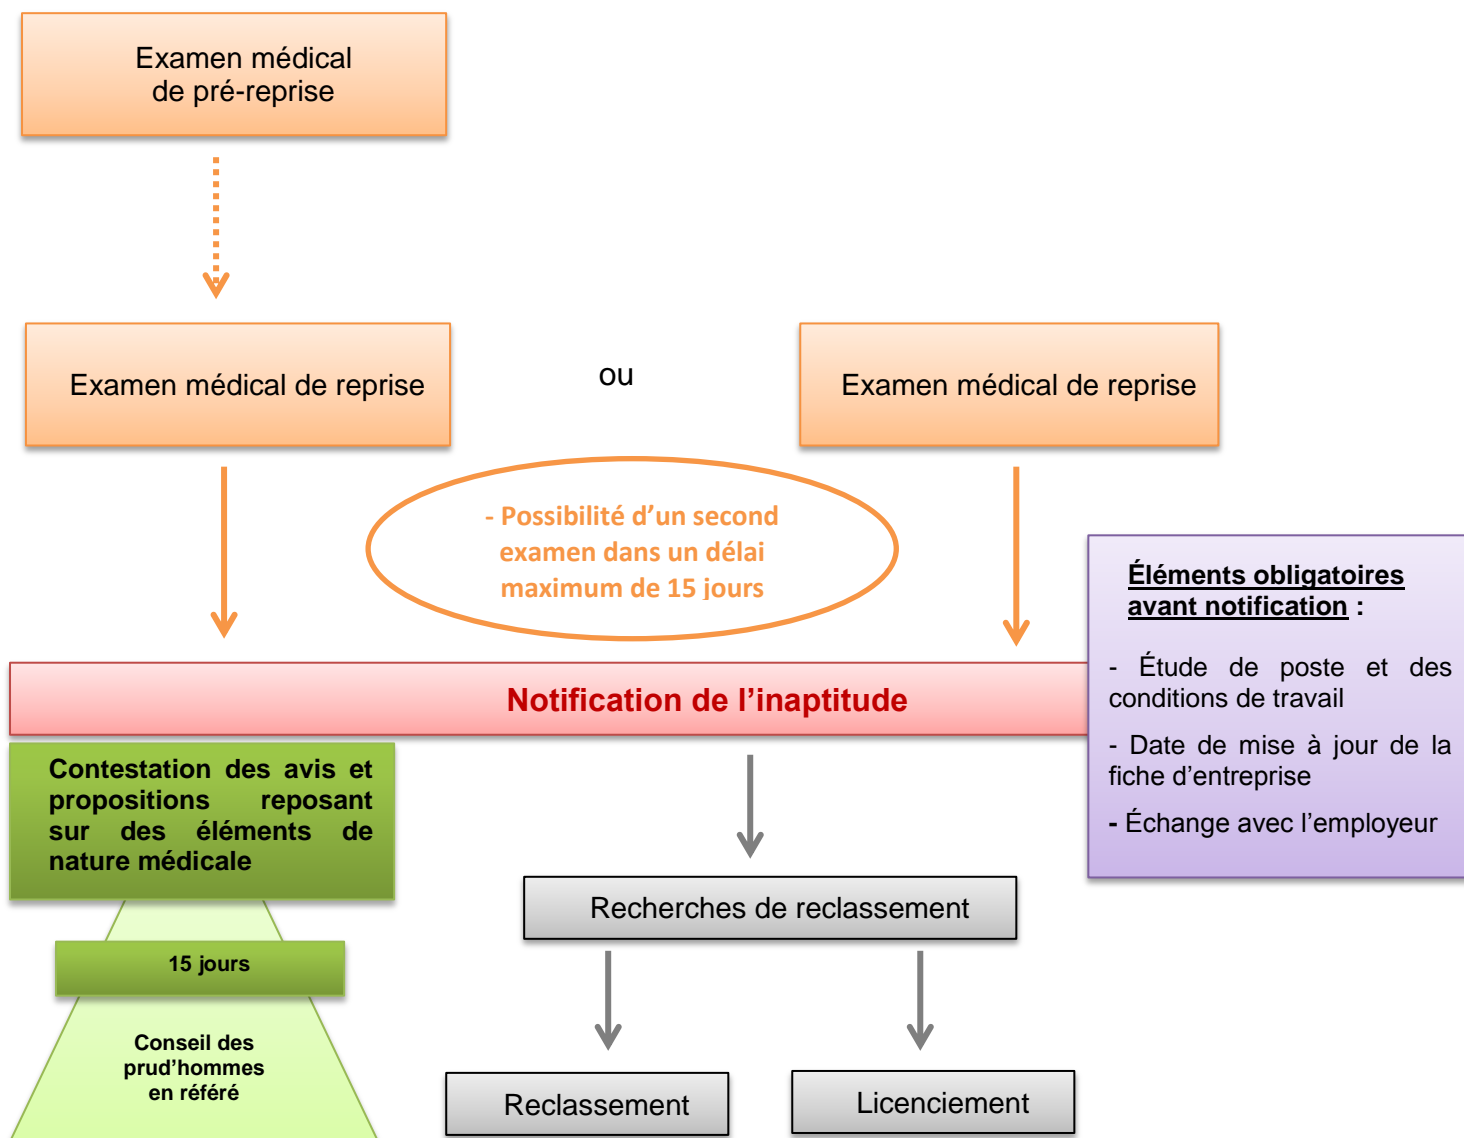 Examen médical
de pré-reprise
Examen médical de reprise
ou
Examen médical de reprise
- Possibilité d’un second
examen dans un délai
maximum de 15 jours
Éléments obligatoires
avant notification :
- Étude de poste et des
conditions de travail
- Date de mise à jour de la
fiche d’entreprise
- Échange avec l’employeur
Notification de l’inaptitude
Contestation des avis et
propositions reposant
sur des éléments de
nature médicale
15 jours
Conseil des
prud’hommes
en référé
Recherches de reclassement
Reclassement
Licenciement